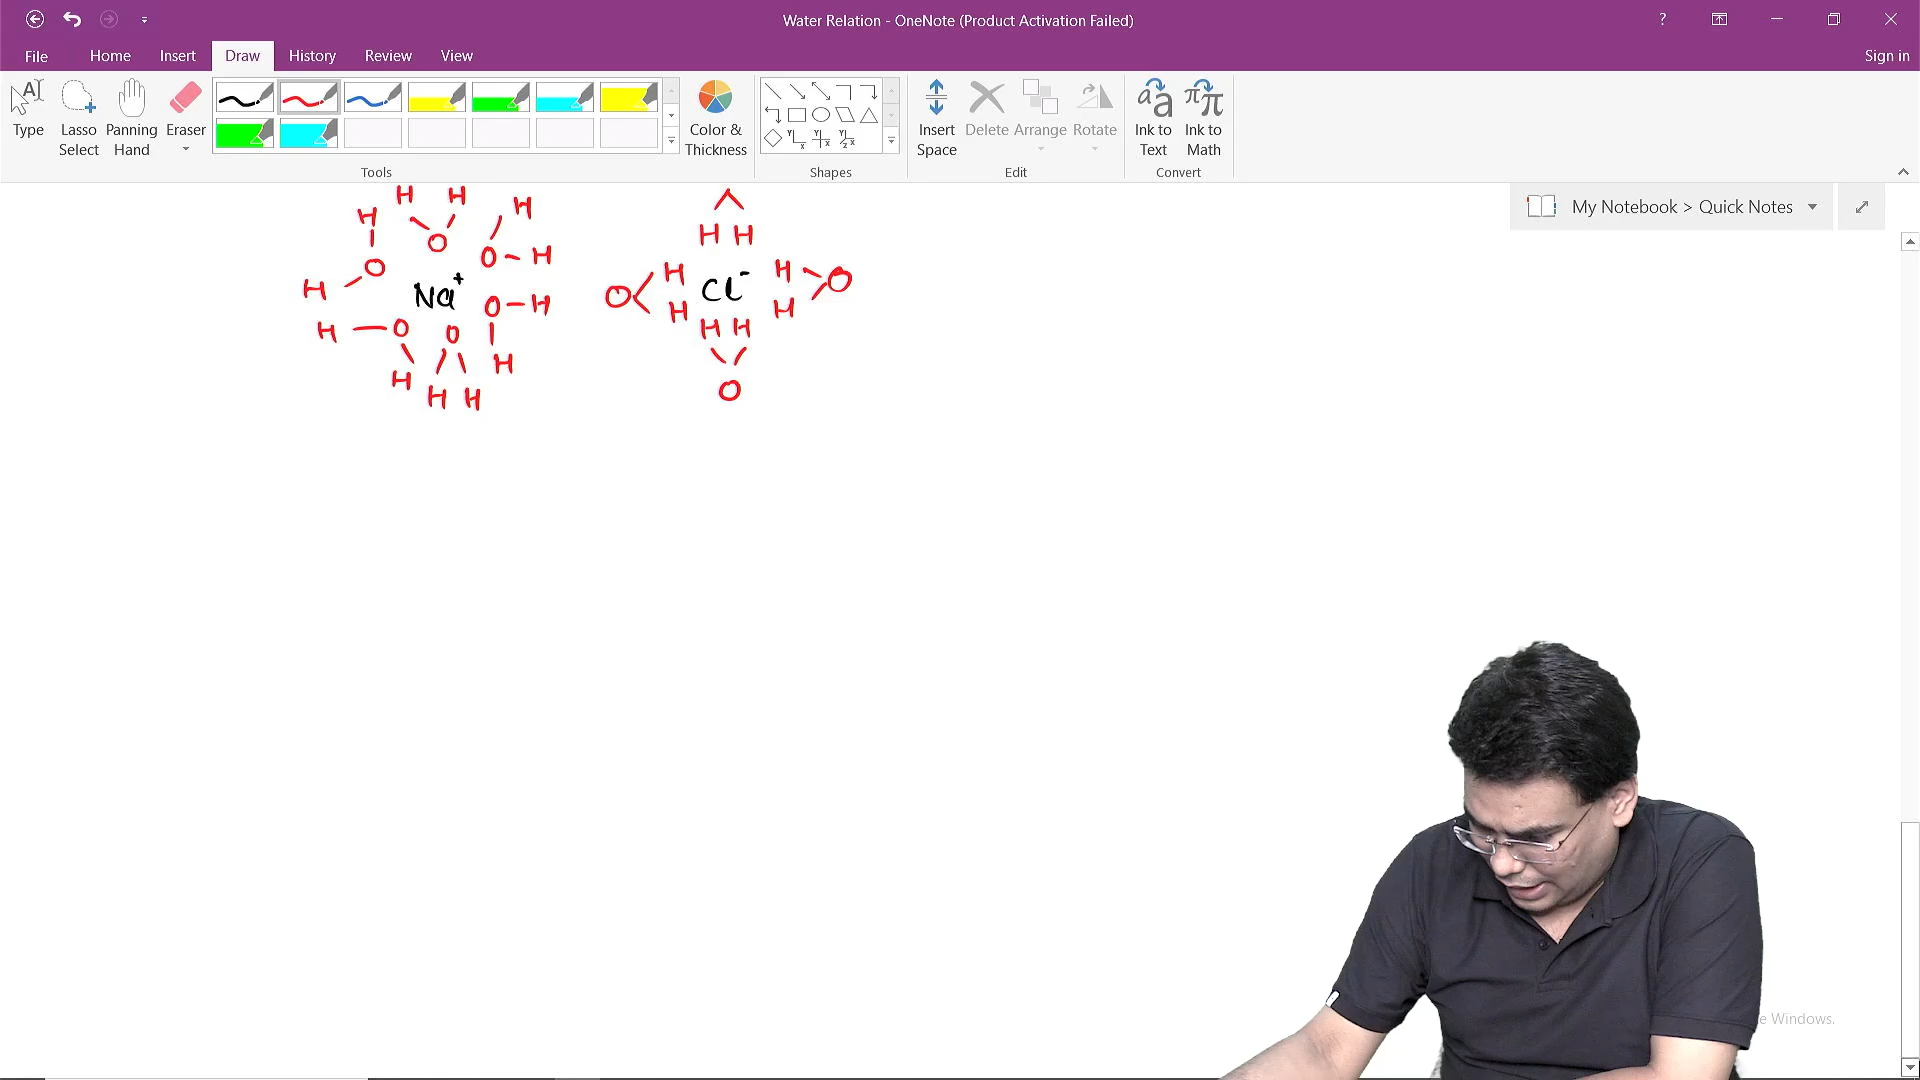 Water Relation - OneNote (Product Activation Failed)
?
File Home Insert Draw History Review View
Sign in
Type
Lasso Select
Panning Hand
Eraser
Color & Thickness
Insert Space
Delete
Arrange
Rotate
Ink to Text
Ink to Math
Tools
Shapes
Edit
Convert
My Notebook > Quick Notes
H H H H
O O - H
H O
H Na+ O - H
H - O O H
H H H
H H
O H Cl- H O
H H
H H
O
e Windows.